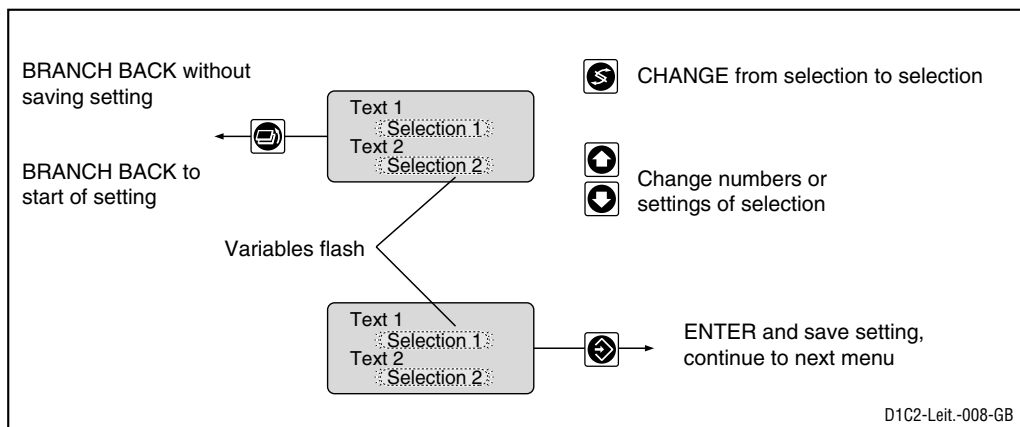 BRANCH BACK without
saving setting
BRANCH BACK to
start of setting
Text 1
Selection 1
Text 2
Selection 2
CHANGE from selection to selection
Change numbers or
settings of selection
Variables flash
Text 1
Selection 1
Text 2
Selection 2
ENTER and save setting,
continue to next menu
D1C2-Leit.-008-GB